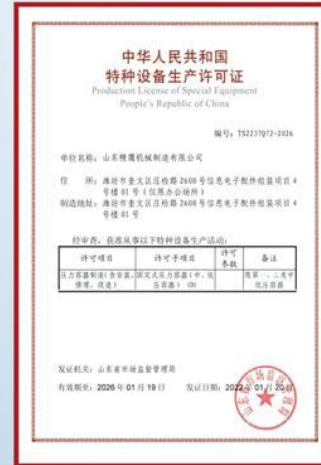 中华人民共和国
特种设备生产许可证
Production License of Special Equipment
People's Republic of China
编号：TS2237Q72-2026
单位名称：山东精鹰机械制造有限公司
住　　所：潍坊市奎文区庄检路2600号信息电子配件组装项目4
号楼01号（仅限办公场所）
制造地址：潍坊市奎文区庄检路2600号信息电子配件组装项目4
号楼01号
经审查，获准从事以下特种设备生产活动：
许可项目 许可子项目 许可参数 备注
压力容器制造(含安装、修理、改造) 固定式压力容器(中、低压容器) (D) 限第一、二类中低压容器
发证机关：山东省市场监督管理局
有效期至：2026年01月19日　发证日期：2022年01月20日